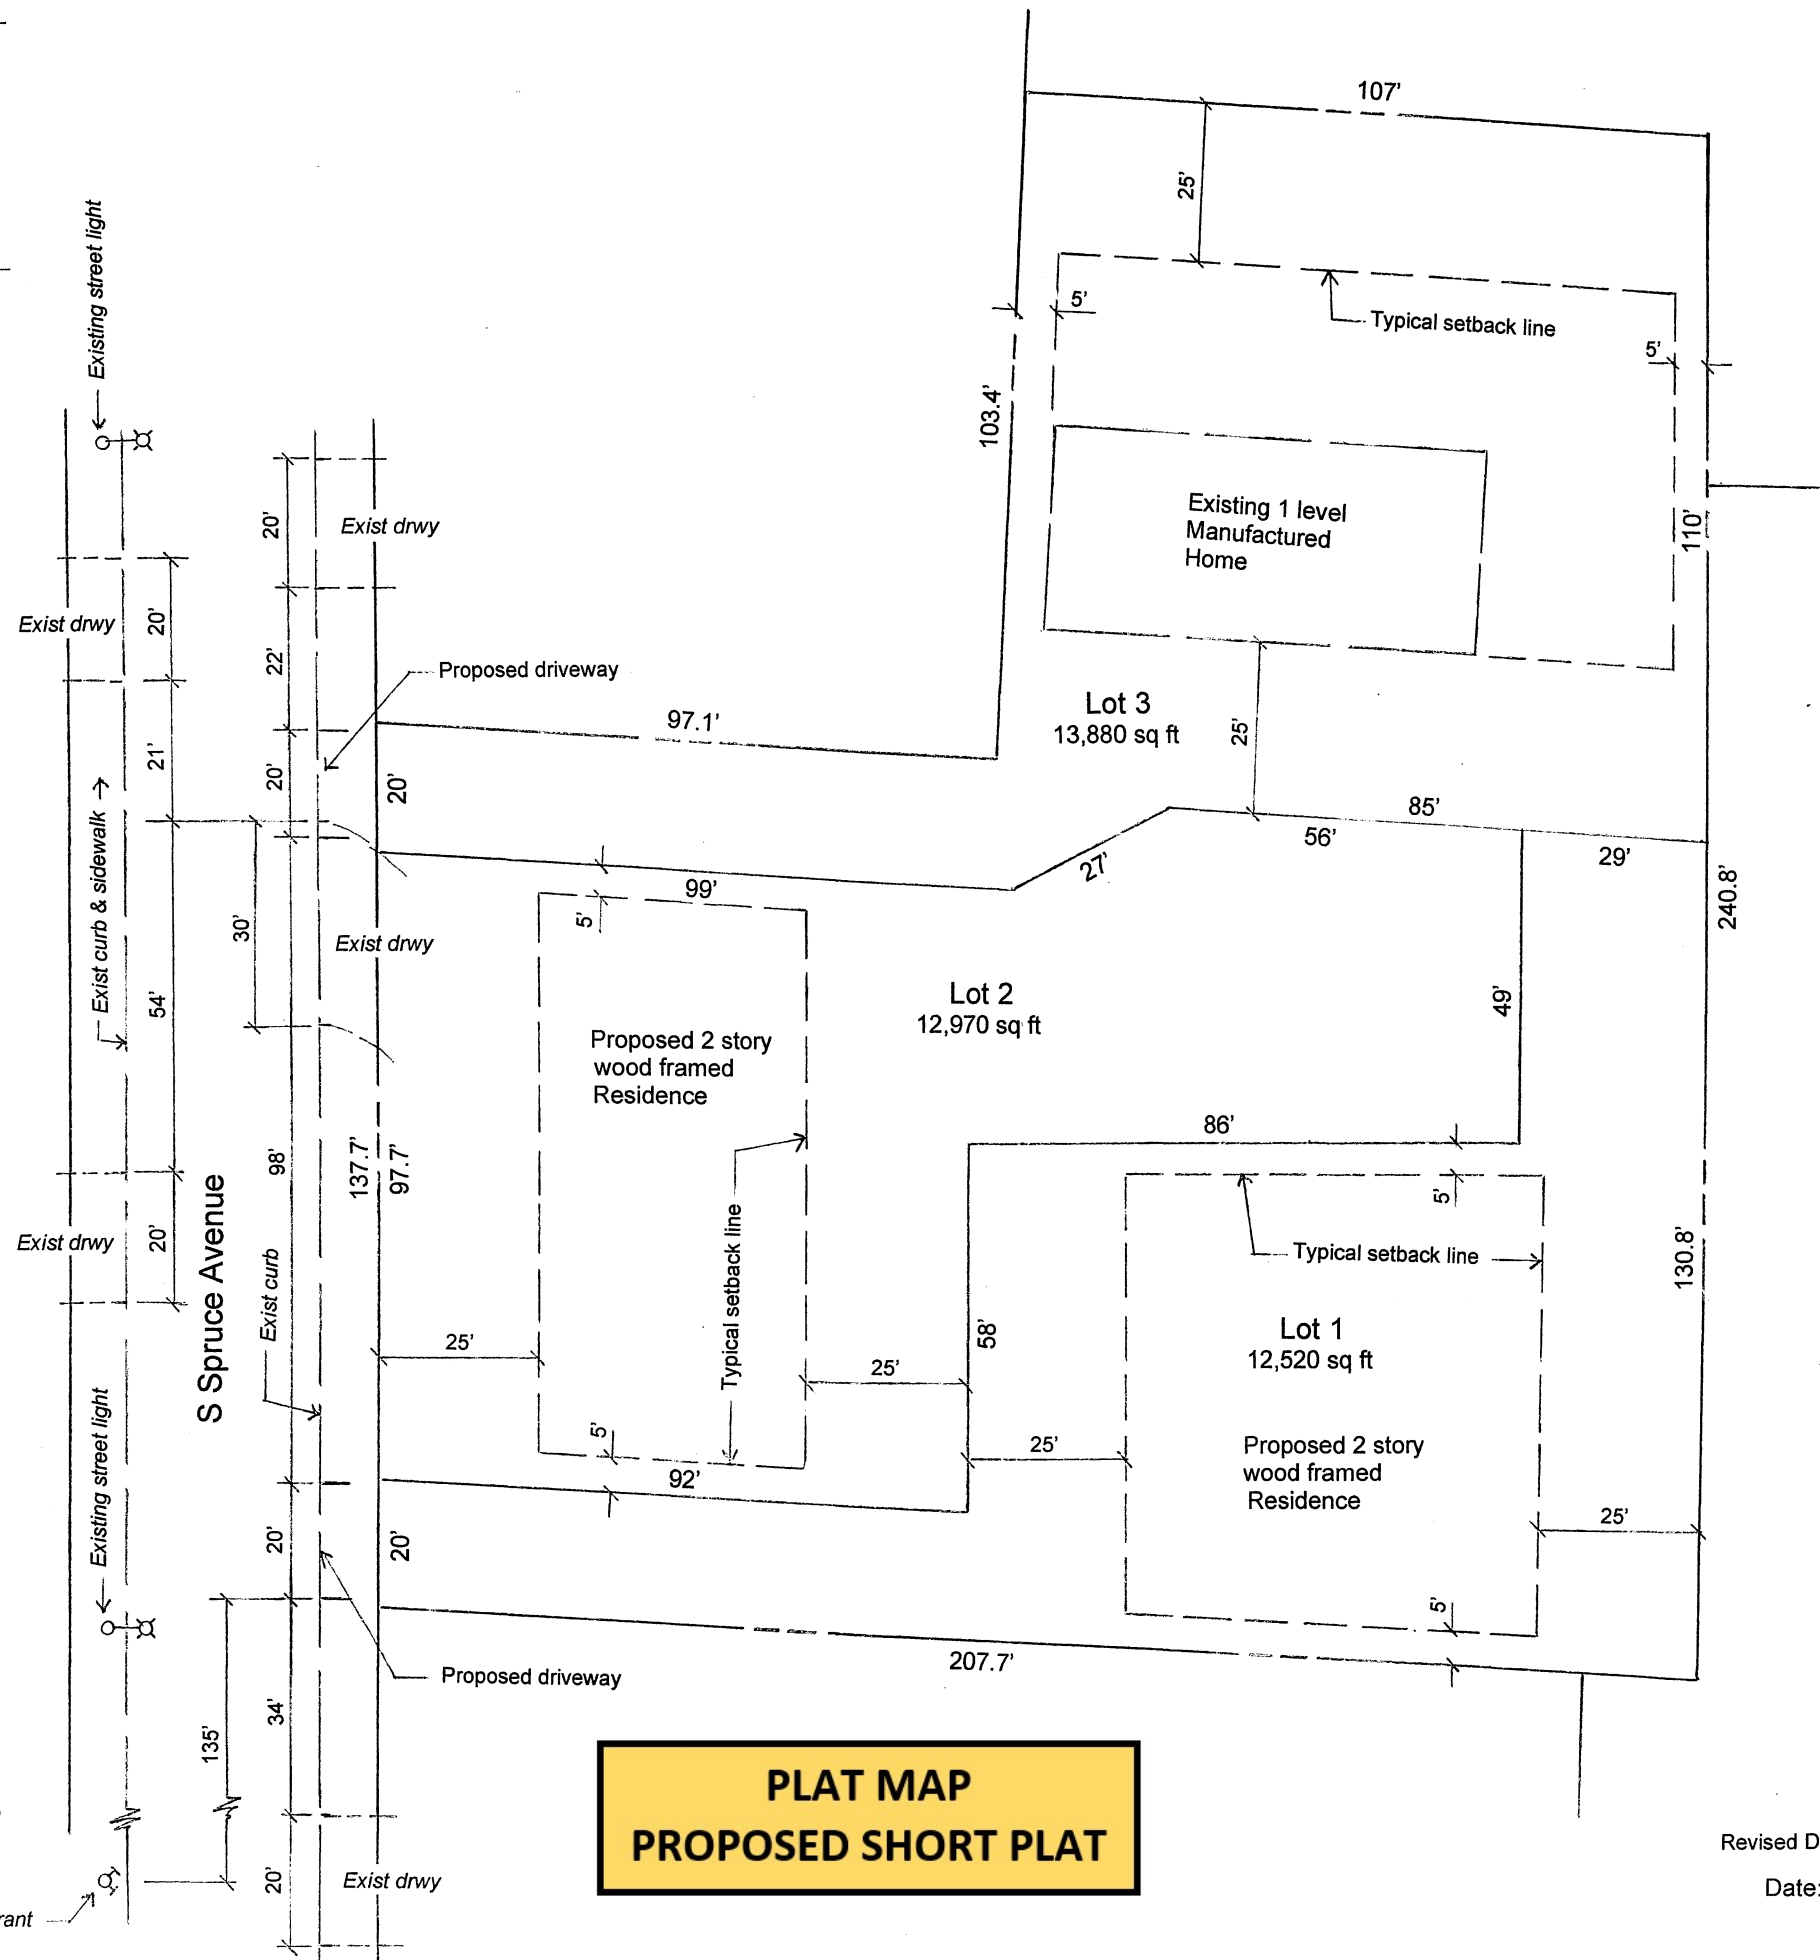 107'
25'
5'
Typical setback line
5'
103.4'
110'
Existing 1 level
Manufactured
Home
Lot 3
13,880 sq ft
25'
Existing street light
20'
Exist drwy
Exist drwy
20'
22'
Proposed driveway
97.1'
21'
20'
20'
Exist curb & sidewalk
85'
56'
29'
27'
99'
5'
240.8'
30'
Exist drwy
54'
Lot 2
12,970 sq ft
49'
Proposed 2 story
wood framed
Residence
86'
5'
98'
137.7'
97.7'
Exist drwy
20'
S Spruce Avenue
Exist curb
Typical setback line
Typical setback line
130.8'
25'
25'
58'
Lot 1
12,520 sq ft
Existing street light
5'
92'
25'
Proposed 2 story
wood framed
Residence
25'
20'
20'
5'
207.7'
Proposed driveway
34'
135'
PLAT MAP
PROPOSED SHORT PLAT
20'
Exist drwy
Revised D
Date:
rant